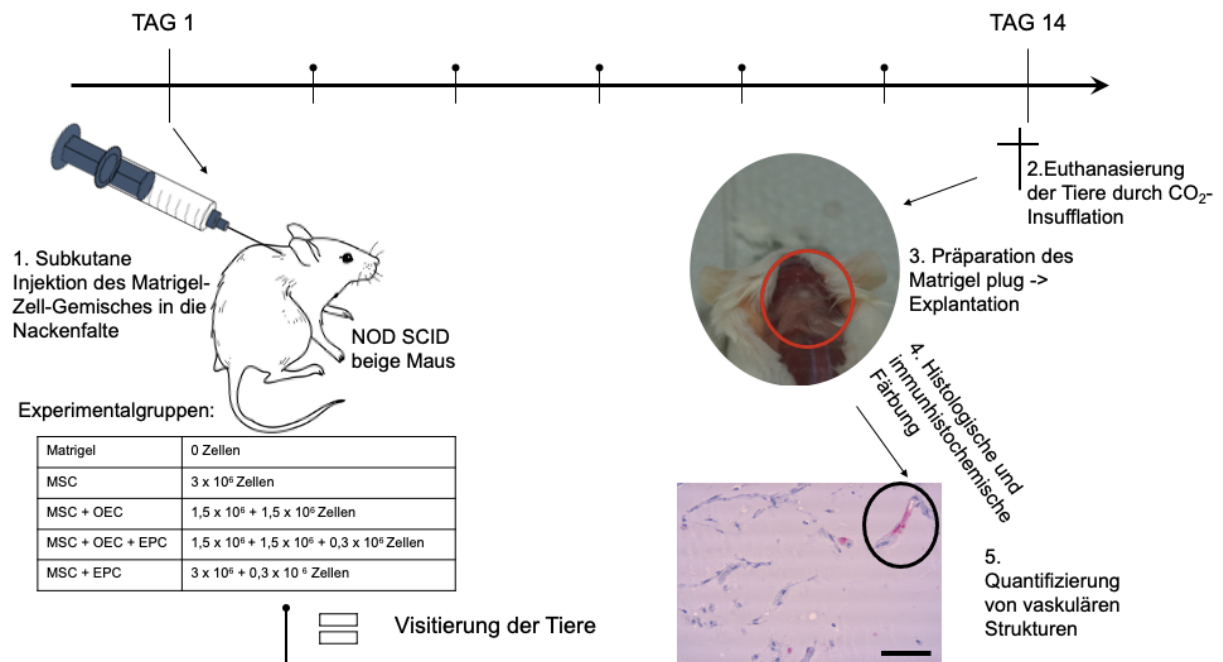 TAG 1
TAG 14
1. Subkutane
Injektion des Matrigel-
Zell-Gemisches in die
Nackenfalte
NOD SCID
beige Maus
2.Euthanasierung
der Tiere durch CO₂-
Insufflation
3. Präparation des
Matrigel plug ->
Explantation
4. Histologische und
immunhistochemische
Färbung
5.
Quantifizierung
von vaskulären
Strukturen
Experimentalgruppen:
Matrigel 0 Zellen
MSC 3 x 10⁶ Zellen
MSC + OEC 1,5 x 10⁶ + 1,5 x 10⁶ Zellen
MSC + OEC + EPC 1,5 x 10⁶ + 1,5 x 10⁶ + 0,3 x 10⁶ Zellen
MSC + EPC 3 x 10⁶ + 0,3 x 10 ⁶ Zellen
Visitierung der Tiere